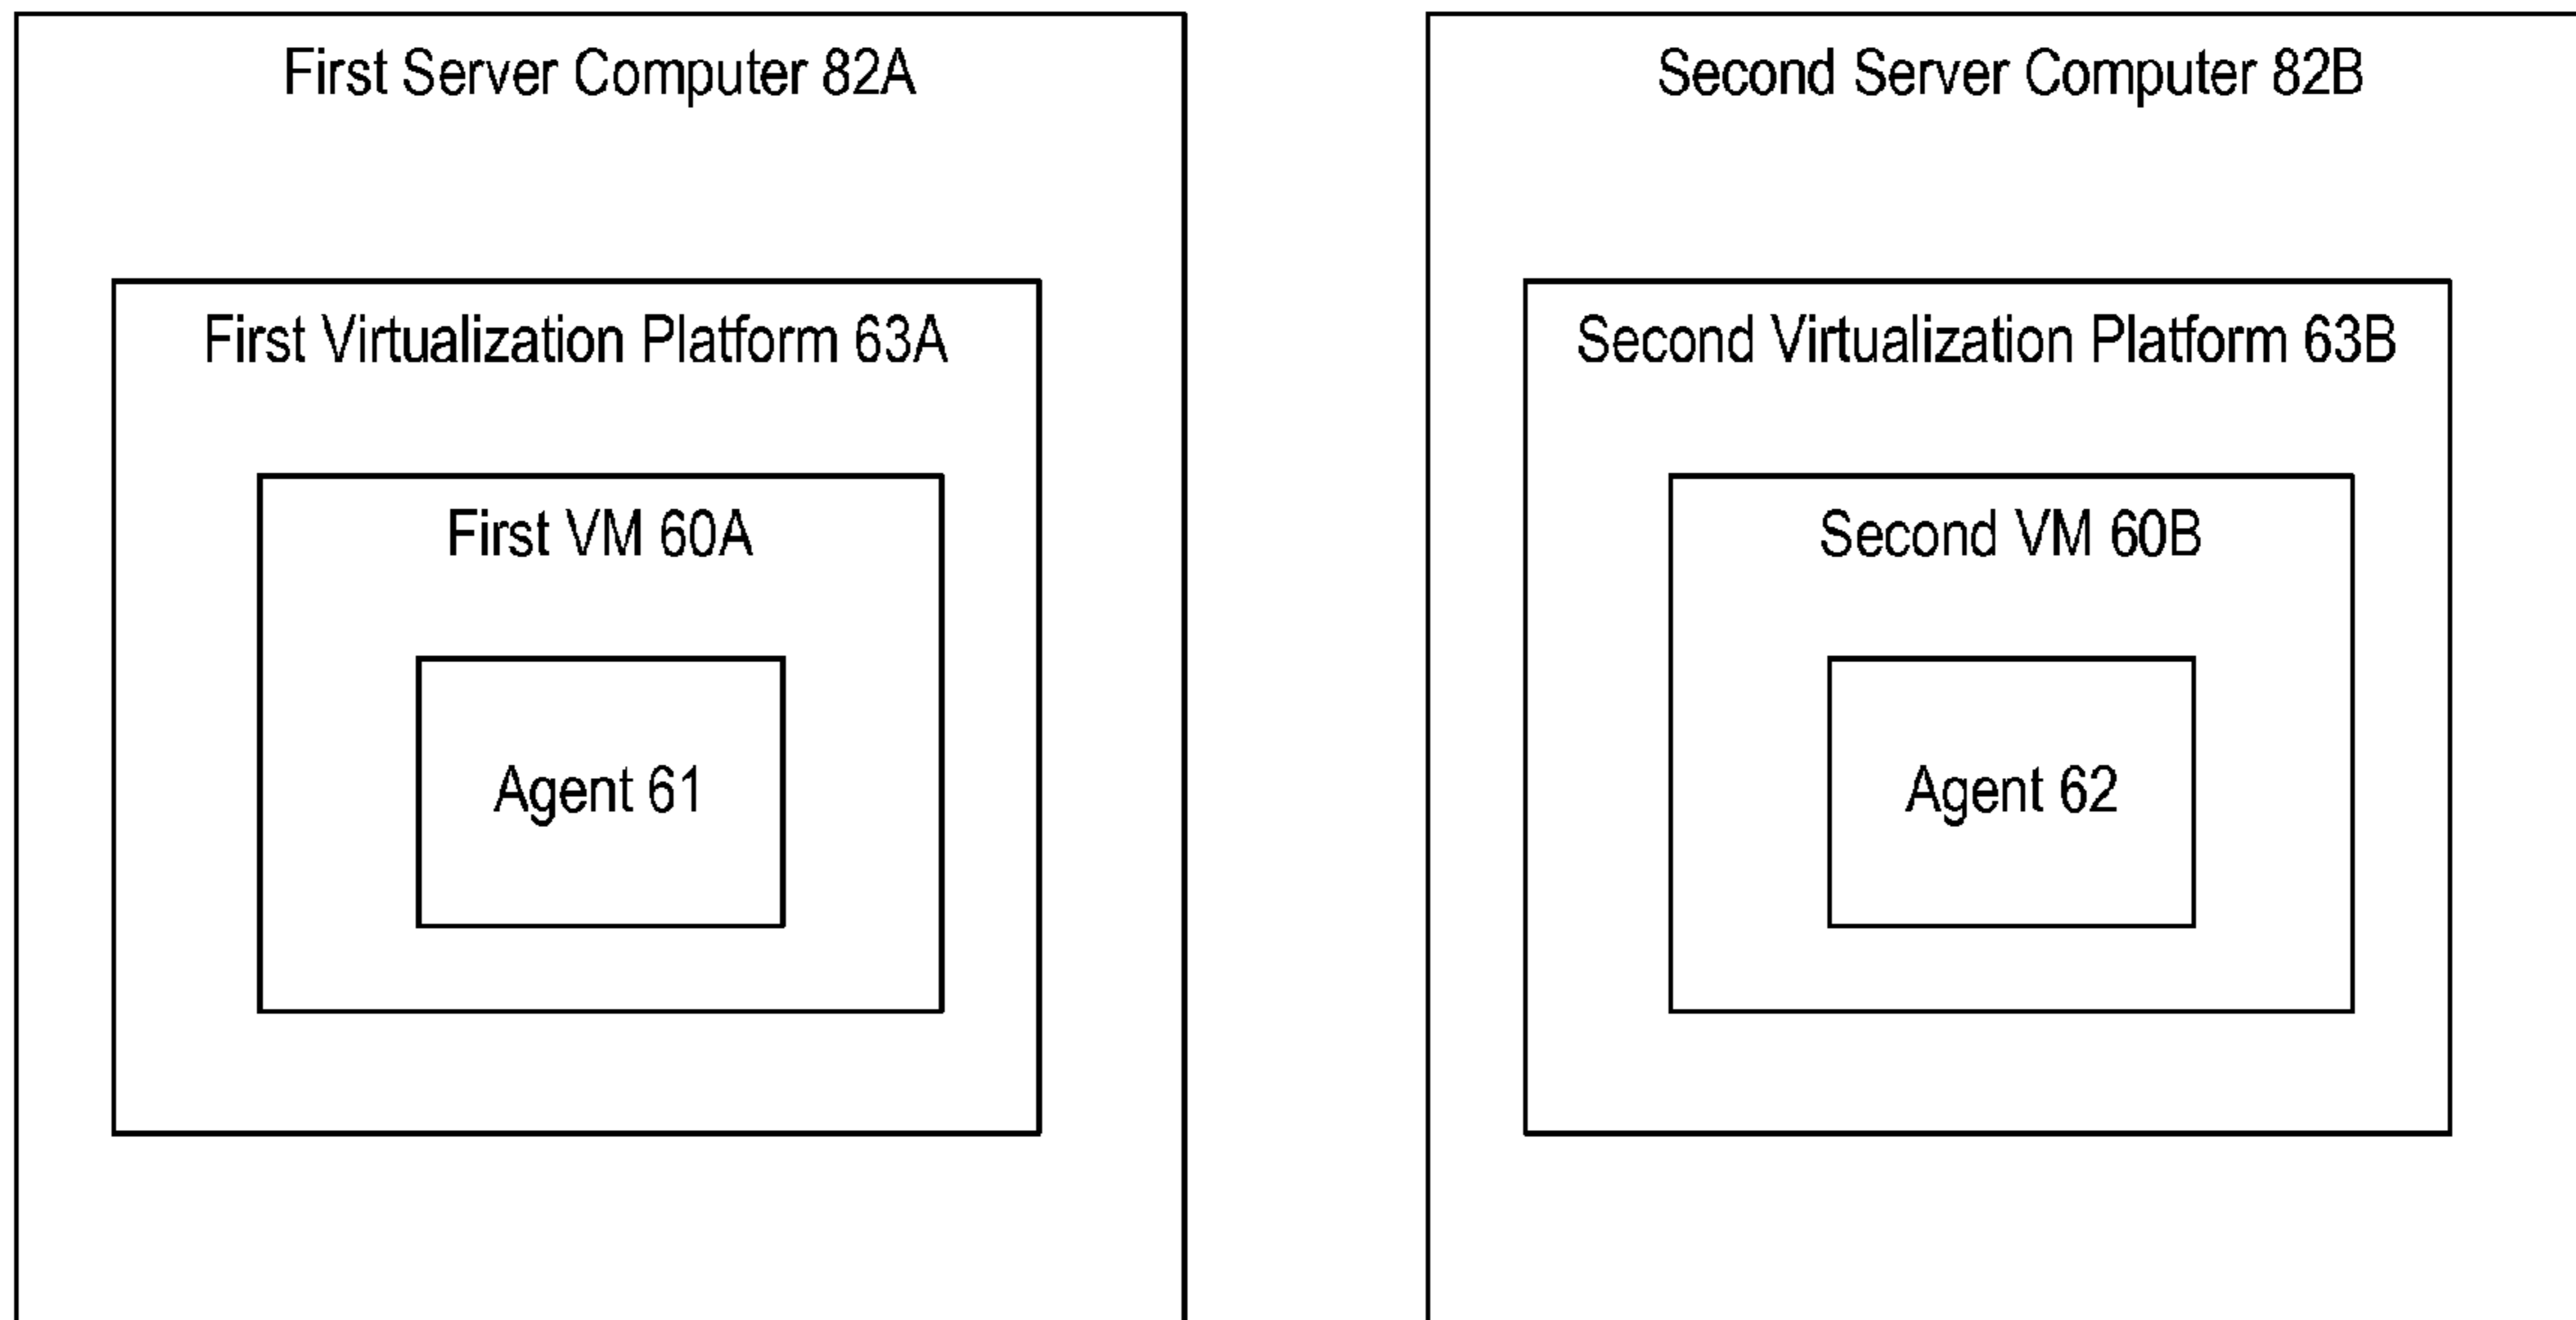 First Server Computer 82A
First Virtualization Platform 63A
First VM 60A
Agent 61
Second Server Computer 82B
Second Virtualization Platform 63B
Second VM 60B
Agent 62